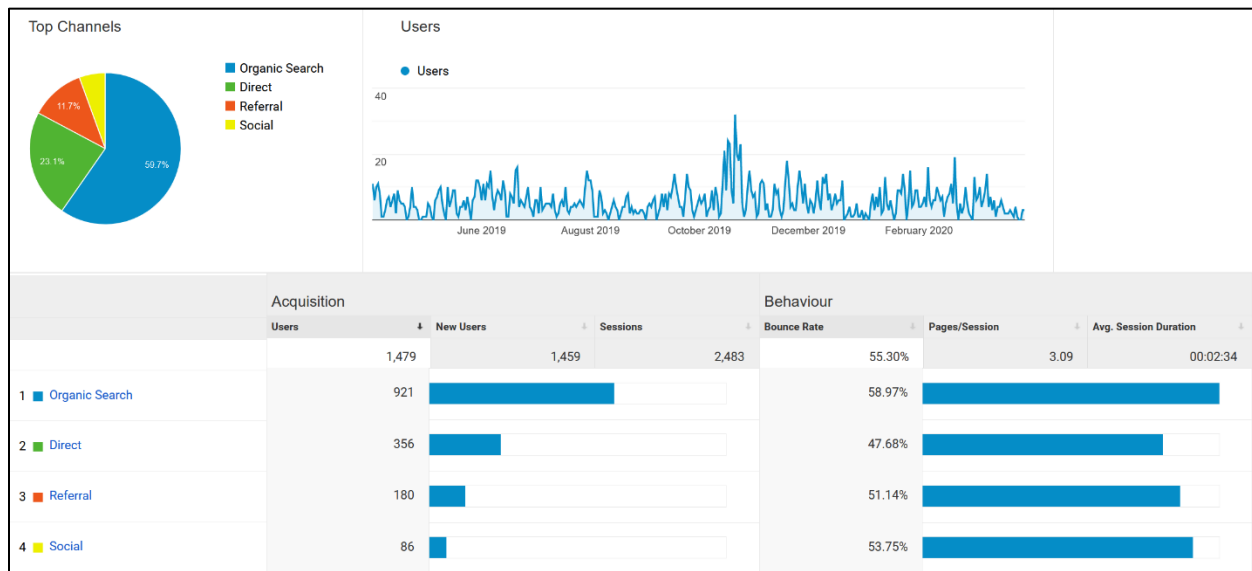 Top Channels
Organic Search
Direct
Referral
Social
11.7%
23.1%
59.7%
Users
Users
40
20
June 2019 August 2019 October 2019 December 2019 February 2020
Acquisition Behaviour
Users New Users Sessions Bounce Rate Pages/Session Avg. Session Duration
1,479 1,459 2,483 55.30% 3.09 00:02:34
1 Organic Search 921 58.97%
2 Direct 356 47.68%
3 Referral 180 51.14%
4 Social 86 53.75%